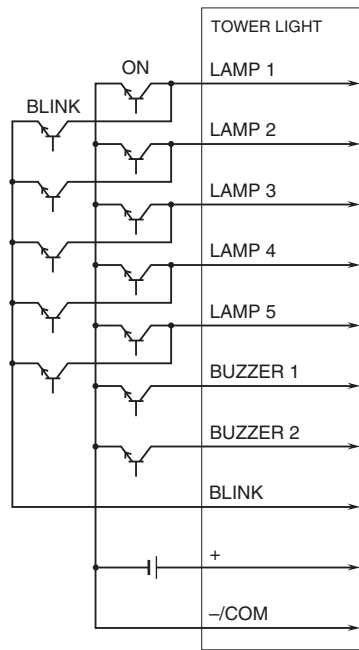 TOWER LIGHT
ON
LAMP 1
BLINK
LAMP 2
LAMP 3
LAMP 4
LAMP 5
BUZZER 1
BUZZER 2
BLINK
+
–/COM